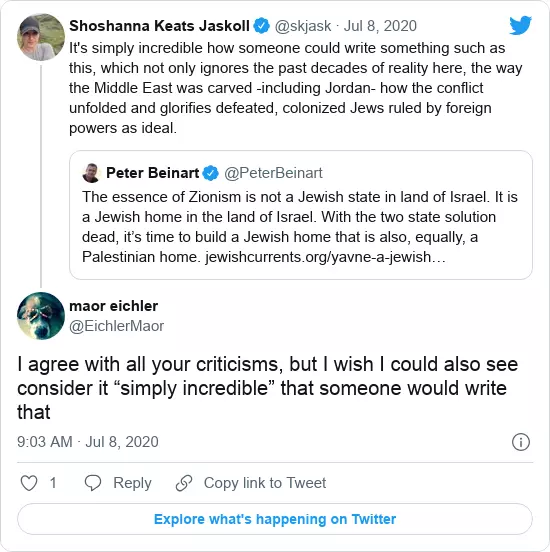 Shoshanna Keats Jaskoll @skjask · Jul 8, 2020
It's simply incredible how someone could write something such as
this, which not only ignores the past decades of reality here, the way
the Middle East was carved -including Jordan- how the conflict
unfolded and glorifies defeated, colonized Jews ruled by foreign
powers as ideal.
Peter Beinart @PeterBeinart
The essence of Zionism is not a Jewish state in land of Israel. It is
a Jewish home in the land of Israel. With the two state solution
dead, it’s time to build a Jewish home that is also, equally, a
Palestinian home. jewishcurrents.org/yavne-a-jewish…
maor eichler
@EichlerMaor
I agree with all your criticisms, but I wish I could also see
consider it “simply incredible” that someone would write
that
9:03 AM · Jul 8, 2020
1 Reply Copy link to Tweet
Explore what's happening on Twitter